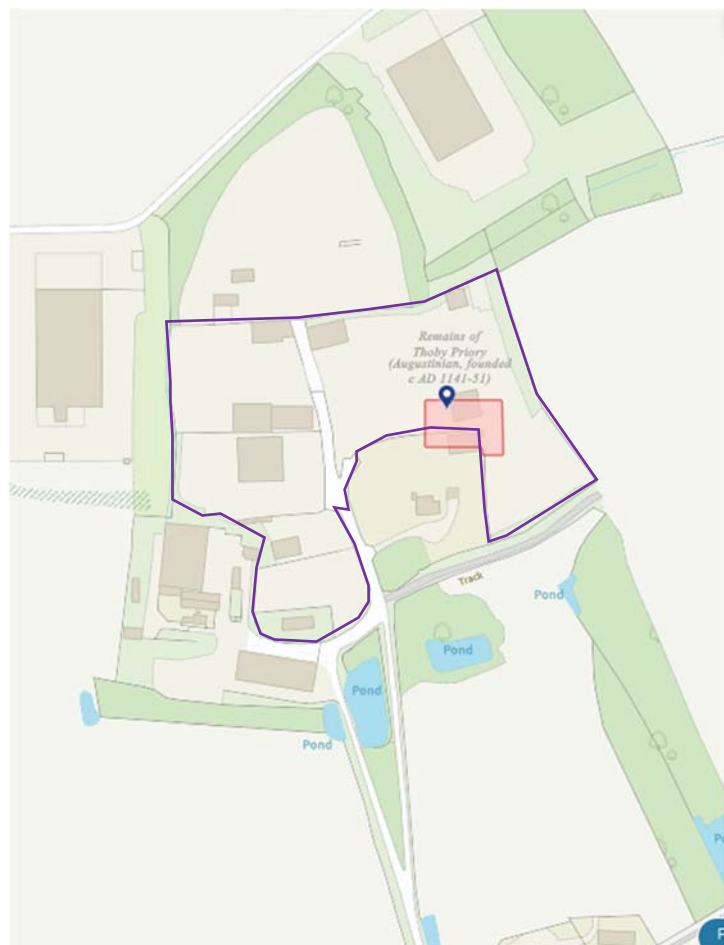 Remains of
Thoby Priory
(Augustinian, founded
c AD 1141-51)
Track
Pond
Pond
Pond
Pond